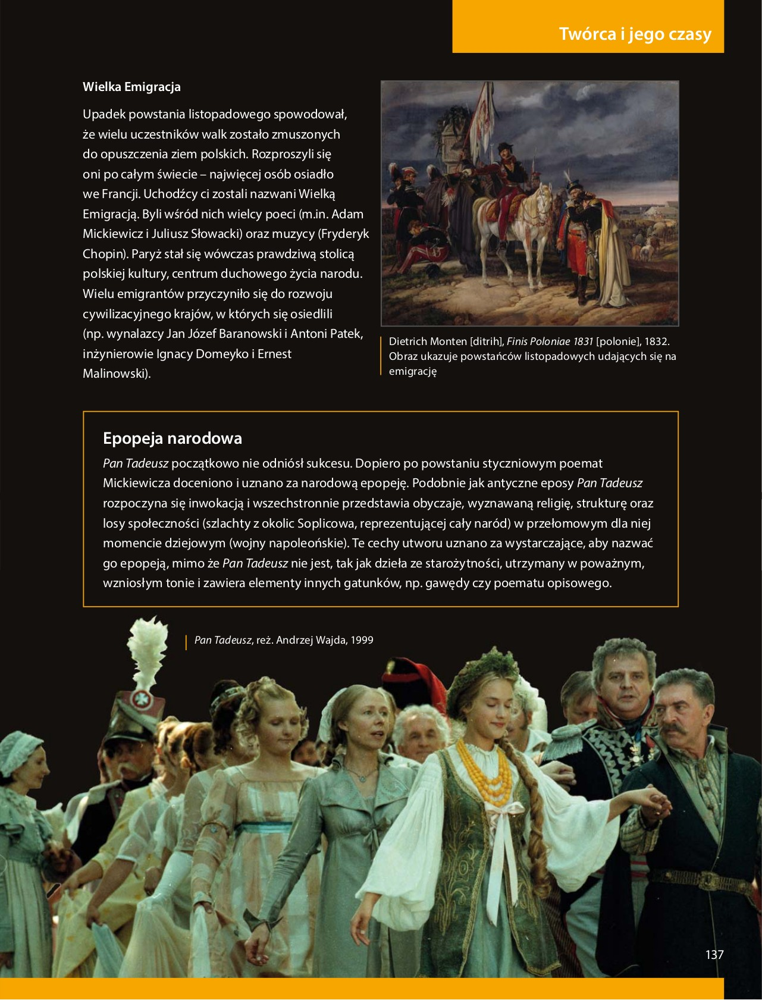 Twórca i jego czasy
Wielka Emigracja
Upadek powstania listopadowego spowodował,
że wielu uczestników walk zostało zmuszonych
do opuszczenia ziem polskich. Rozproszyli się
oni po całym świecie – najwięcej osób osiadło
we Francji. Uchodźcy ci zostali nazwani Wielką
Emigracją. Byli wśród nich wielcy poeci (m.in. Adam
Mickiewicz i Juliusz Słowacki) oraz muzycy (Fryderyk
Chopin). Paryż stał się wówczas prawdziwą stolicą
polskiej kultury, centrum duchowego życia narodu.
Wielu emigrantów przyczyniło się do rozwoju
cywilizacyjnego krajów, w których się osiedlili
(np. wynalazcy Jan Józef Baranowski i Antoni Patek,
inżynierowie Ignacy Domeyko i Ernest
Malinowski).
Dietrich Monten [ditrih], Finis Poloniae 1831 [polonie], 1832.
Obraz ukazuje powstańców listopadowych udających się na
emigrację
Epopeja narodowa
Pan Tadeusz początkowo nie odniósł sukcesu. Dopiero po powstaniu styczniowym poemat
Mickiewicza doceniono i uznano za narodową epopeję. Podobnie jak antyczne eposy Pan Tadeusz
rozpoczyna się inwokacją i wszechstronnie przedstawia obyczaje, wyznawaną religię, strukturę oraz
losy społeczności (szlachty z okolic Soplicowa, reprezentującej cały naród) w przełomowym dla niej
momencie dziejowym (wojny napoleońskie). Te cechy utworu uznano za wystarczające, aby nazwać
go epopeją, mimo że Pan Tadeusz nie jest, tak jak dzieła ze starożytności, utrzymany w poważnym,
wzniosłym tonie i zawiera elementy innych gatunków, np. gawędy czy poematu opisowego.
Pan Tadeusz, reż. Andrzej Wajda, 1999
137